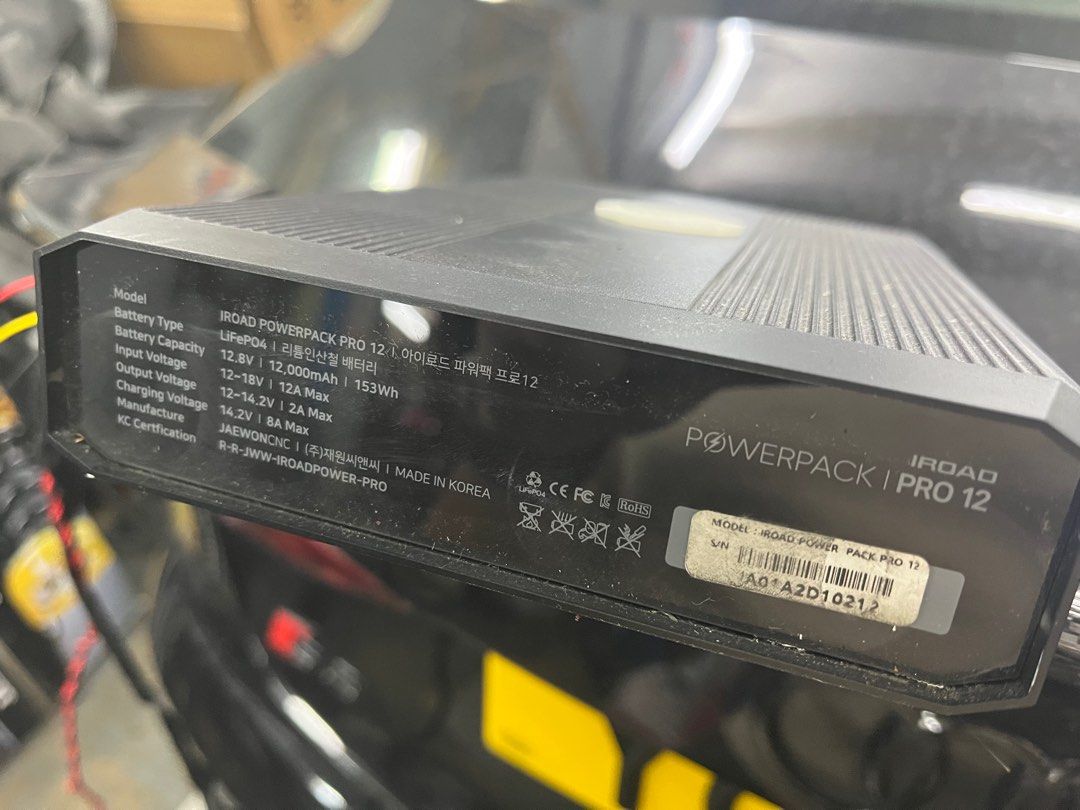 Model IROAD POWERPACK PRO 12 | 아이로드 파워팩 프로12
Battery Type LiFePO4 | 리튬인산철 배터리
Battery Capacity 12.8V | 12,000mAh | 153Wh
Input Voltage 12-18V | 12A Max
Output Voltage 12-14.2V | 2A Max
Charging Voltage 14.2V | 8A Max
Manufacture JAEWONCNC | (주)재원씨앤씨 | MADE IN KOREA
KC Certfication R-R-JWW-IROADPOWER-PRO
LiFePO4 CE FC RoHS
POWERPACK | IROAD PRO 12
MODEL : IROAD POWER PACK PRO 12
S/N
IA01A2D10212